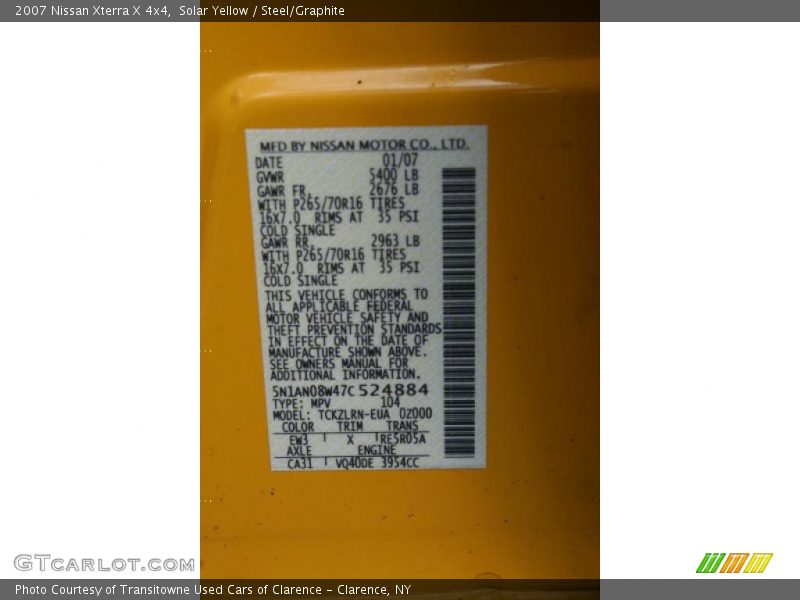 2007 Nissan Xterra X 4x4, Solar Yellow / Steel/Graphite
MFD BY NISSAN MOTOR CO., LTD.
DATE 01/07
GVWR 5400 LB
GAWR FR. 2676 LB
WITH P265/70R16 TIRES
16x7.0 RIMS AT 35 PSI
COLD SINGLE
GAWR RR. 2963 LB
WITH P265/70R16 TIRES
16x7.0 RIMS AT 35 PSI
COLD SINGLE
THIS VEHICLE CONFORMS TO
ALL APPLICABLE FEDERAL
MOTOR VEHICLE SAFETY AND
THEFT PREVENTION STANDARDS
IN EFFECT ON THE DATE OF
MANUFACTURE SHOWN ABOVE.
SEE OWNERS MANUAL FOR
ADDITIONAL INFORMATION.
5N1AN08W47C524884
TYPE: MPV 104
MODEL: TCKZLRN-EUA 0Z000
COLOR TRIM TRANS
EW3 X RE5R05A
AXLE ENGINE
CA31 VQ40DE 3954CC
GTcarlot.com
Photo Courtesy of Transitowne Used Cars of Clarence - Clarence, NY